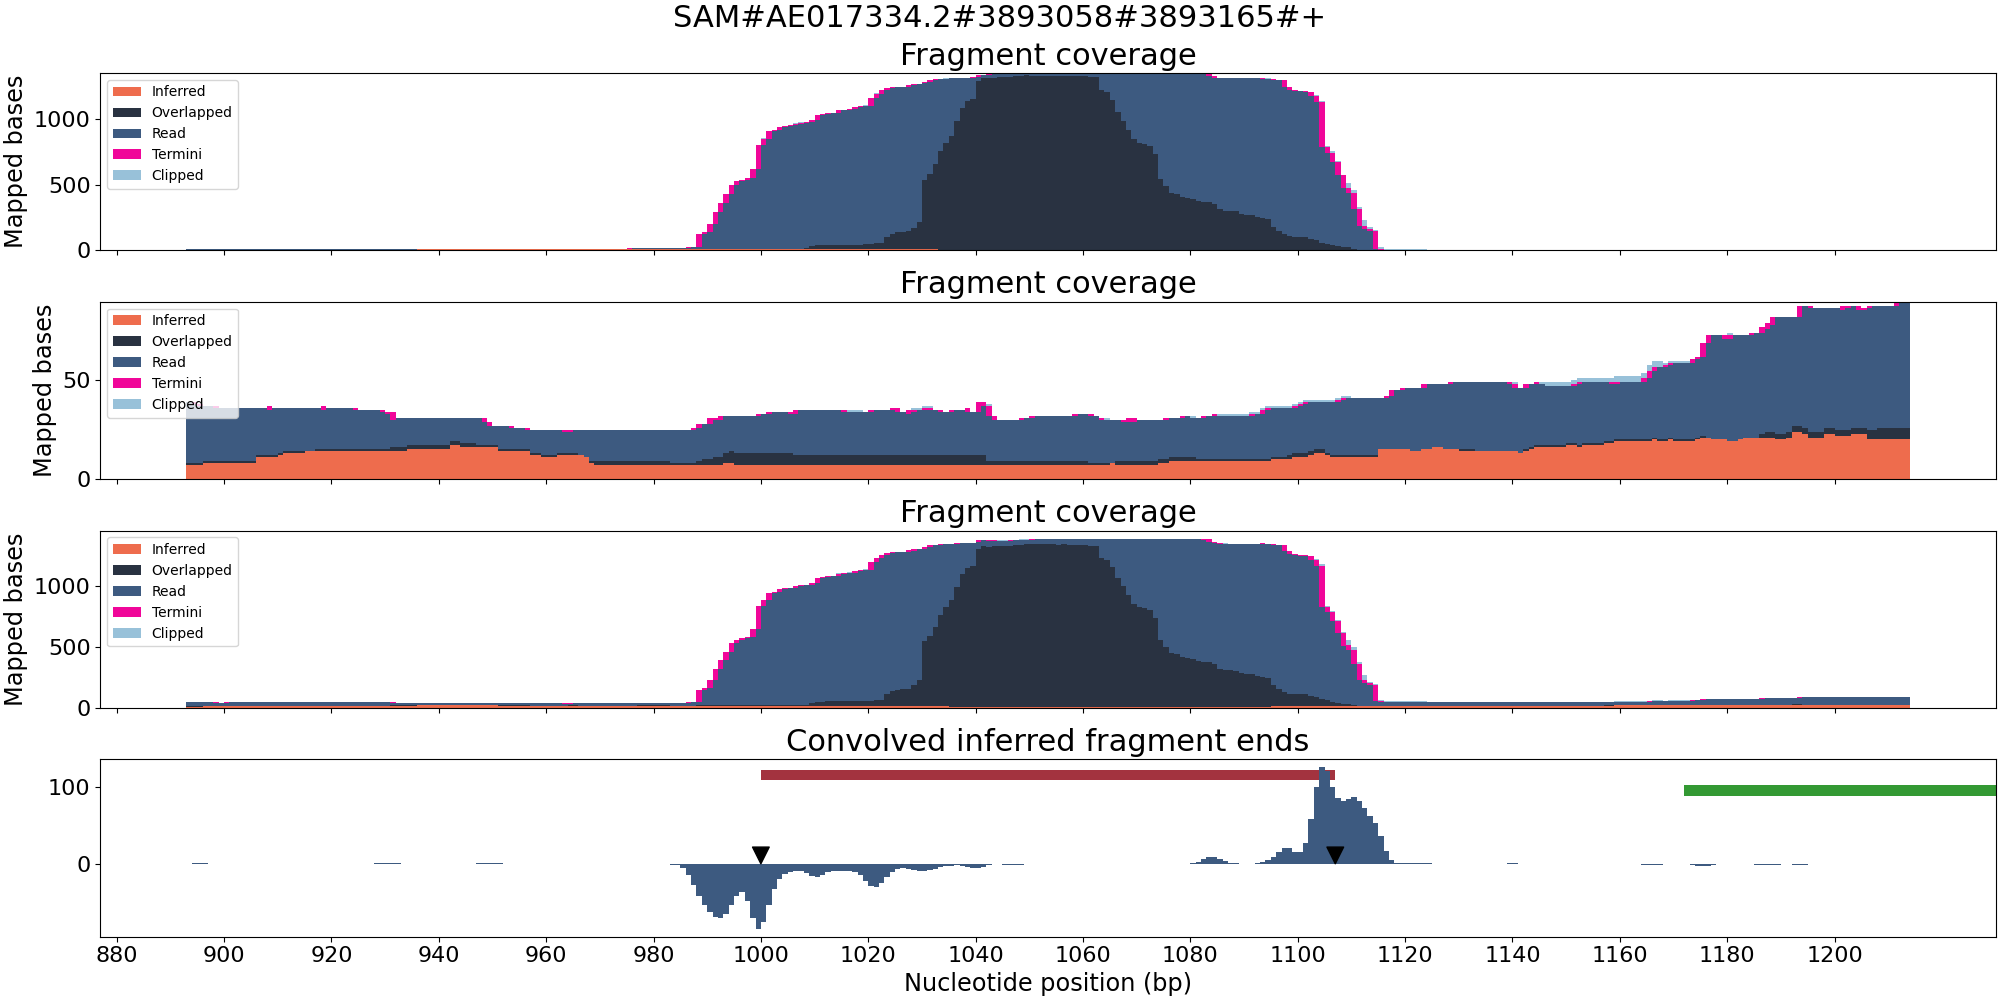 SAM#AE017334.2#3893058#3893165#+
Fragment coverage
Mapped bases
1000
500
0
Inferred
Overlapped
Read
Termini
Clipped
Fragment coverage
Mapped bases
50
0
Inferred
Overlapped
Read
Termini
Clipped
Fragment coverage
Mapped bases
1000
500
0
Inferred
Overlapped
Read
Termini
Clipped
Convolved inferred fragment ends
100
0
880 900 920 940 960 980 1000 1020 1040 1060 1080 1100 1120 1140 1160 1180 1200
Nucleotide position (bp)